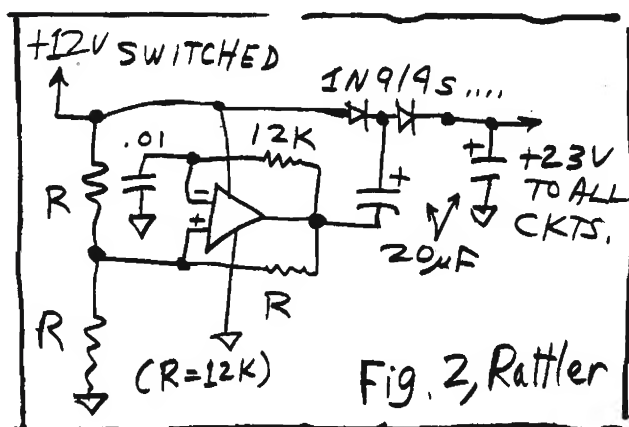 +12V SWITCHED
1N914s....
.01
12K
+
+
+23V
TO ALL
CKTS.
R
−
+
20µF
R
R
(R=12K)
Fig. 2, Rattler